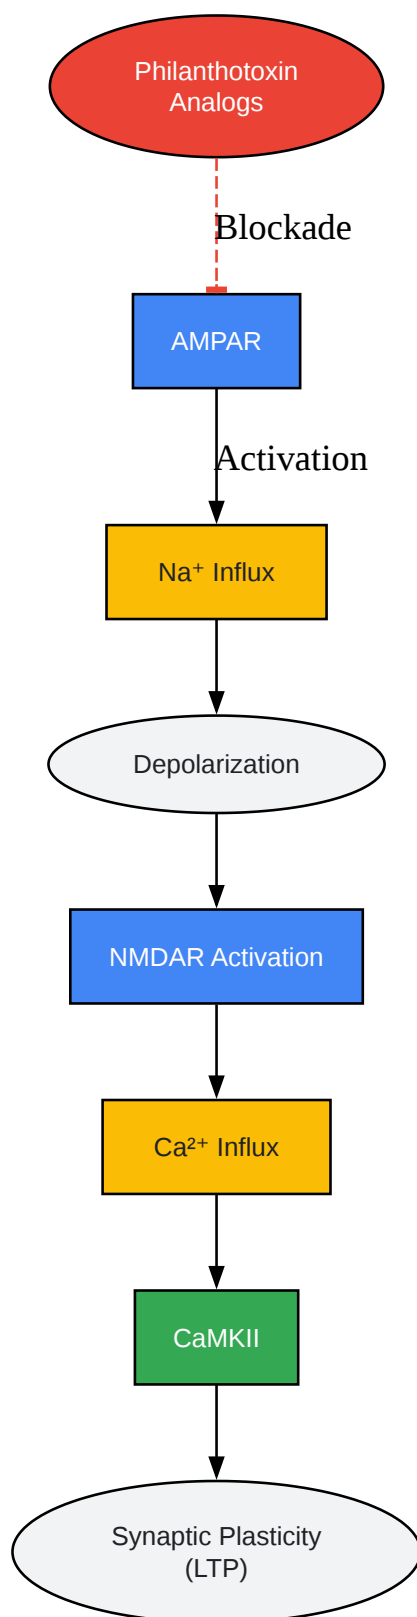 Philanthotoxin
Analogs
Blockade
AMPAR
Activation
Na⁺ Influx
Depolarization
NMDAR Activation
Ca²⁺ Influx
CaMKII
Synaptic Plasticity
(LTP)